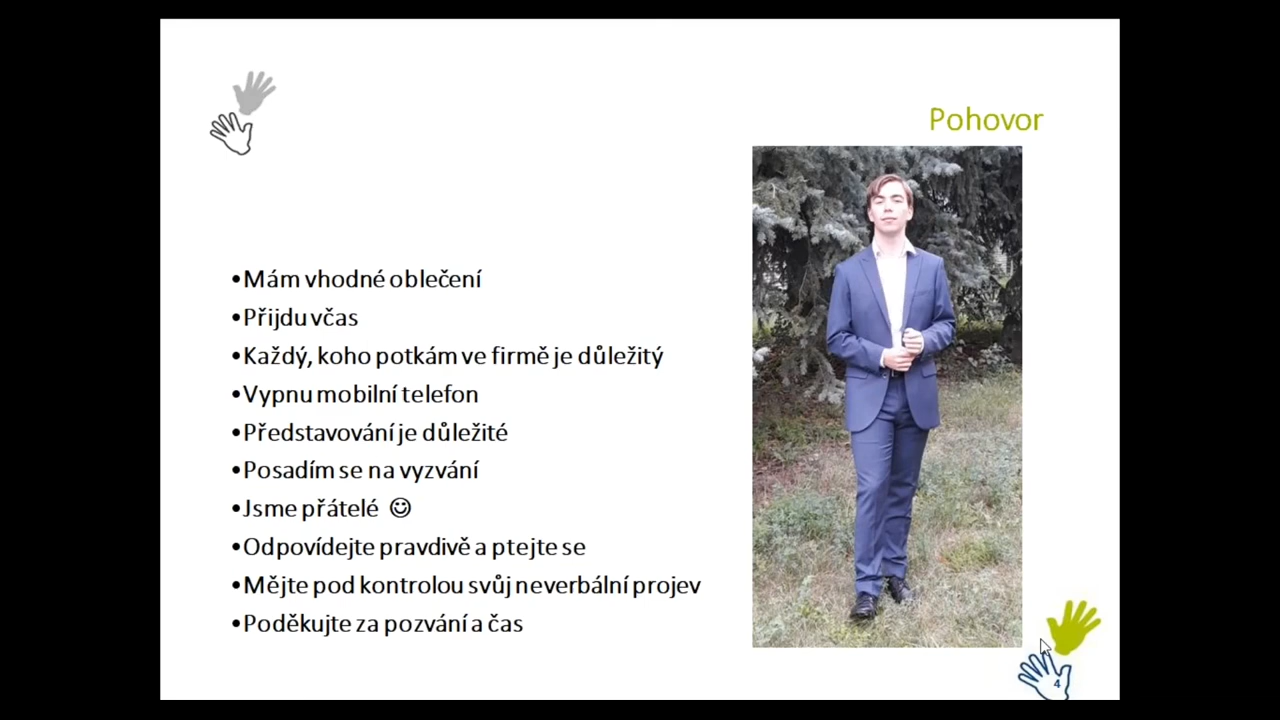 Pohovor
•Mám vhodné oblečení
•Přijdu včas
•Každý, koho potkám ve firmě je důležitý
•Vypnu mobilní telefon
•Představování je důležité
•Posadím se na vyzvání
•Jsme přátelé ☺
•Odpovídejte pravdivě a ptejte se
•Mějte pod kontrolou svůj neverbální projev
•Poděkujte za pozvání a čas
4